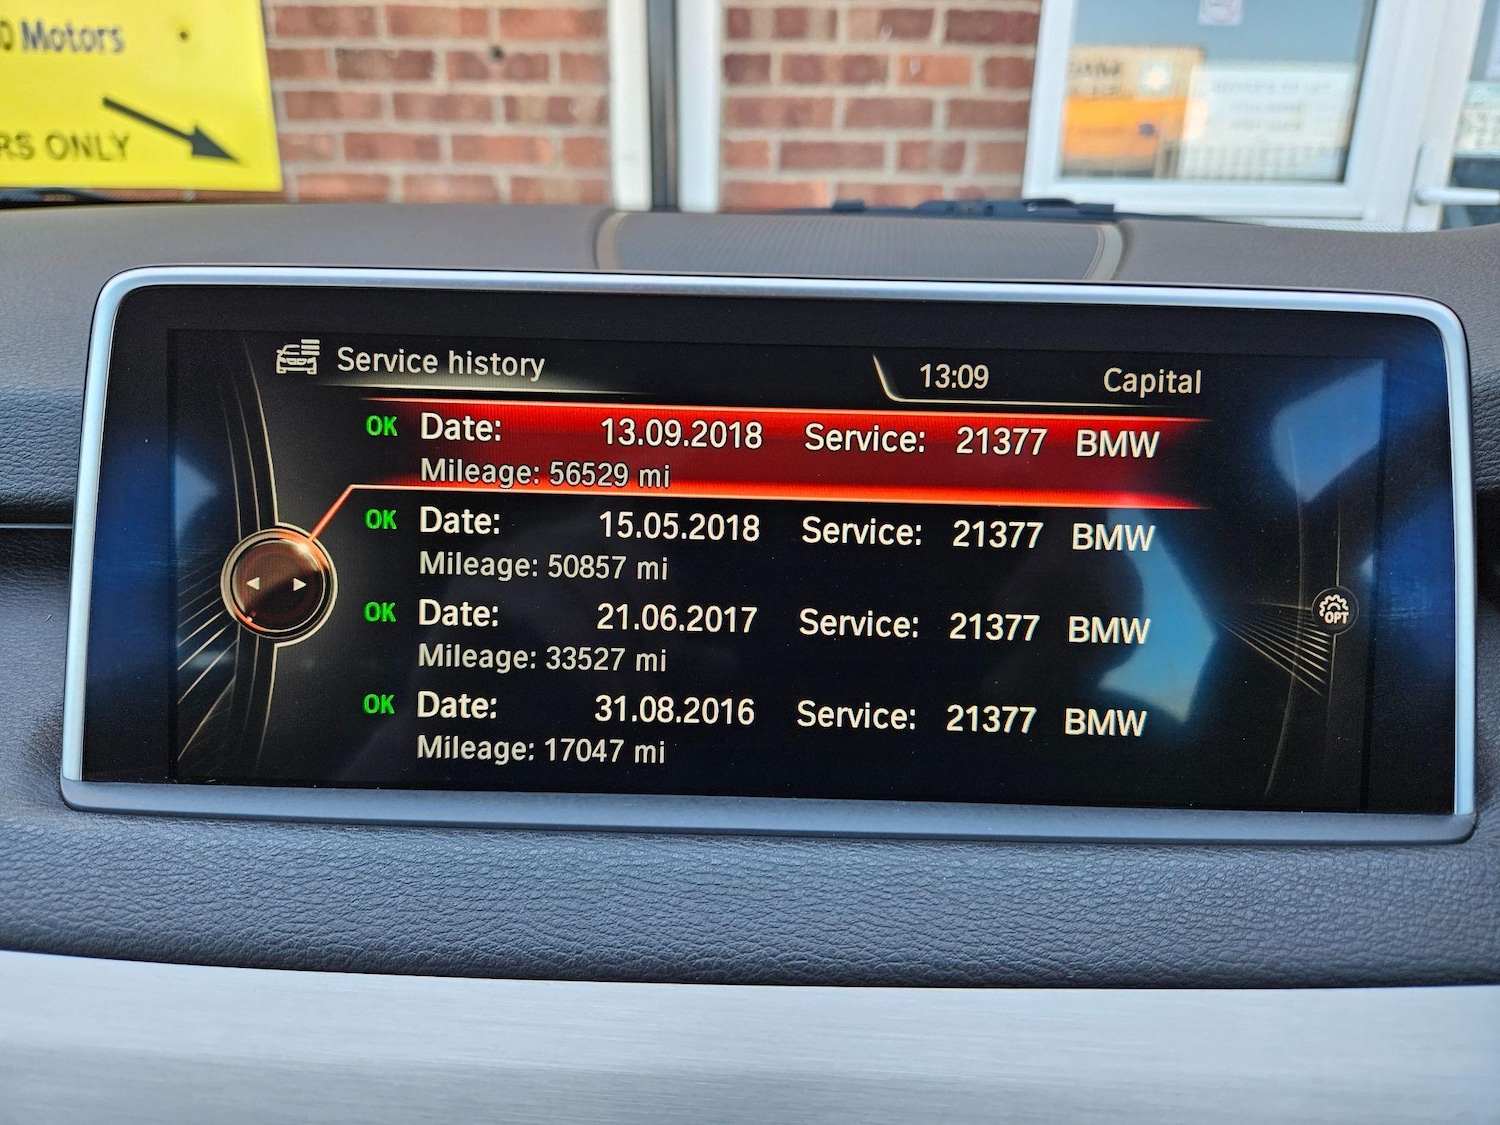 Motors
ONLY
Service history
13:09
Capital
OK Date: 13.09.2018 Service: 21377 BMW
Mileage: 56529 mi
OK Date: 15.05.2018 Service: 21377 BMW
Mileage: 50857 mi
OK Date: 21.06.2017 Service: 21377 BMW
Mileage: 33527 mi
OK Date: 31.08.2016 Service: 21377 BMW
Mileage: 17047 mi
OPT